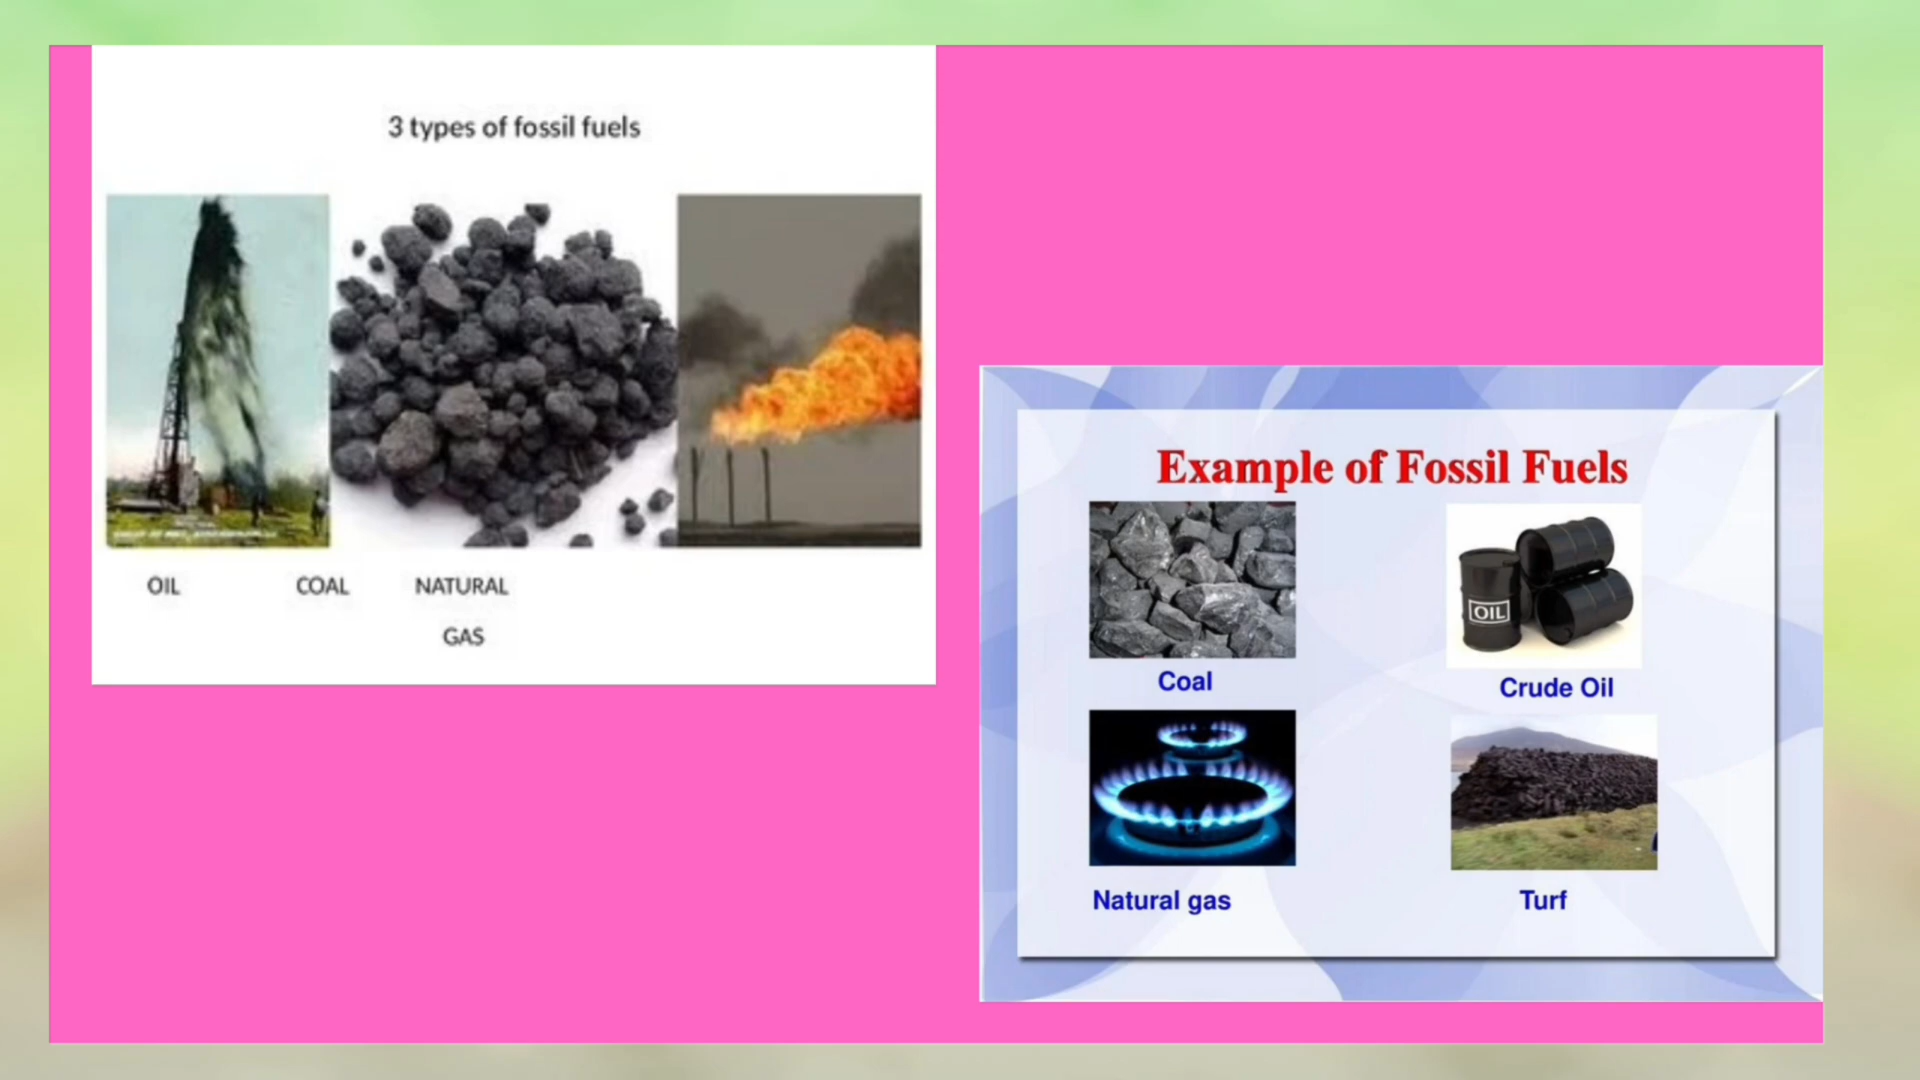 3 types of fossil fuels
OIL COAL NATURAL
GAS
Example of Fossil Fuels
OIL
Coal Crude Oil
Natural gas Turf